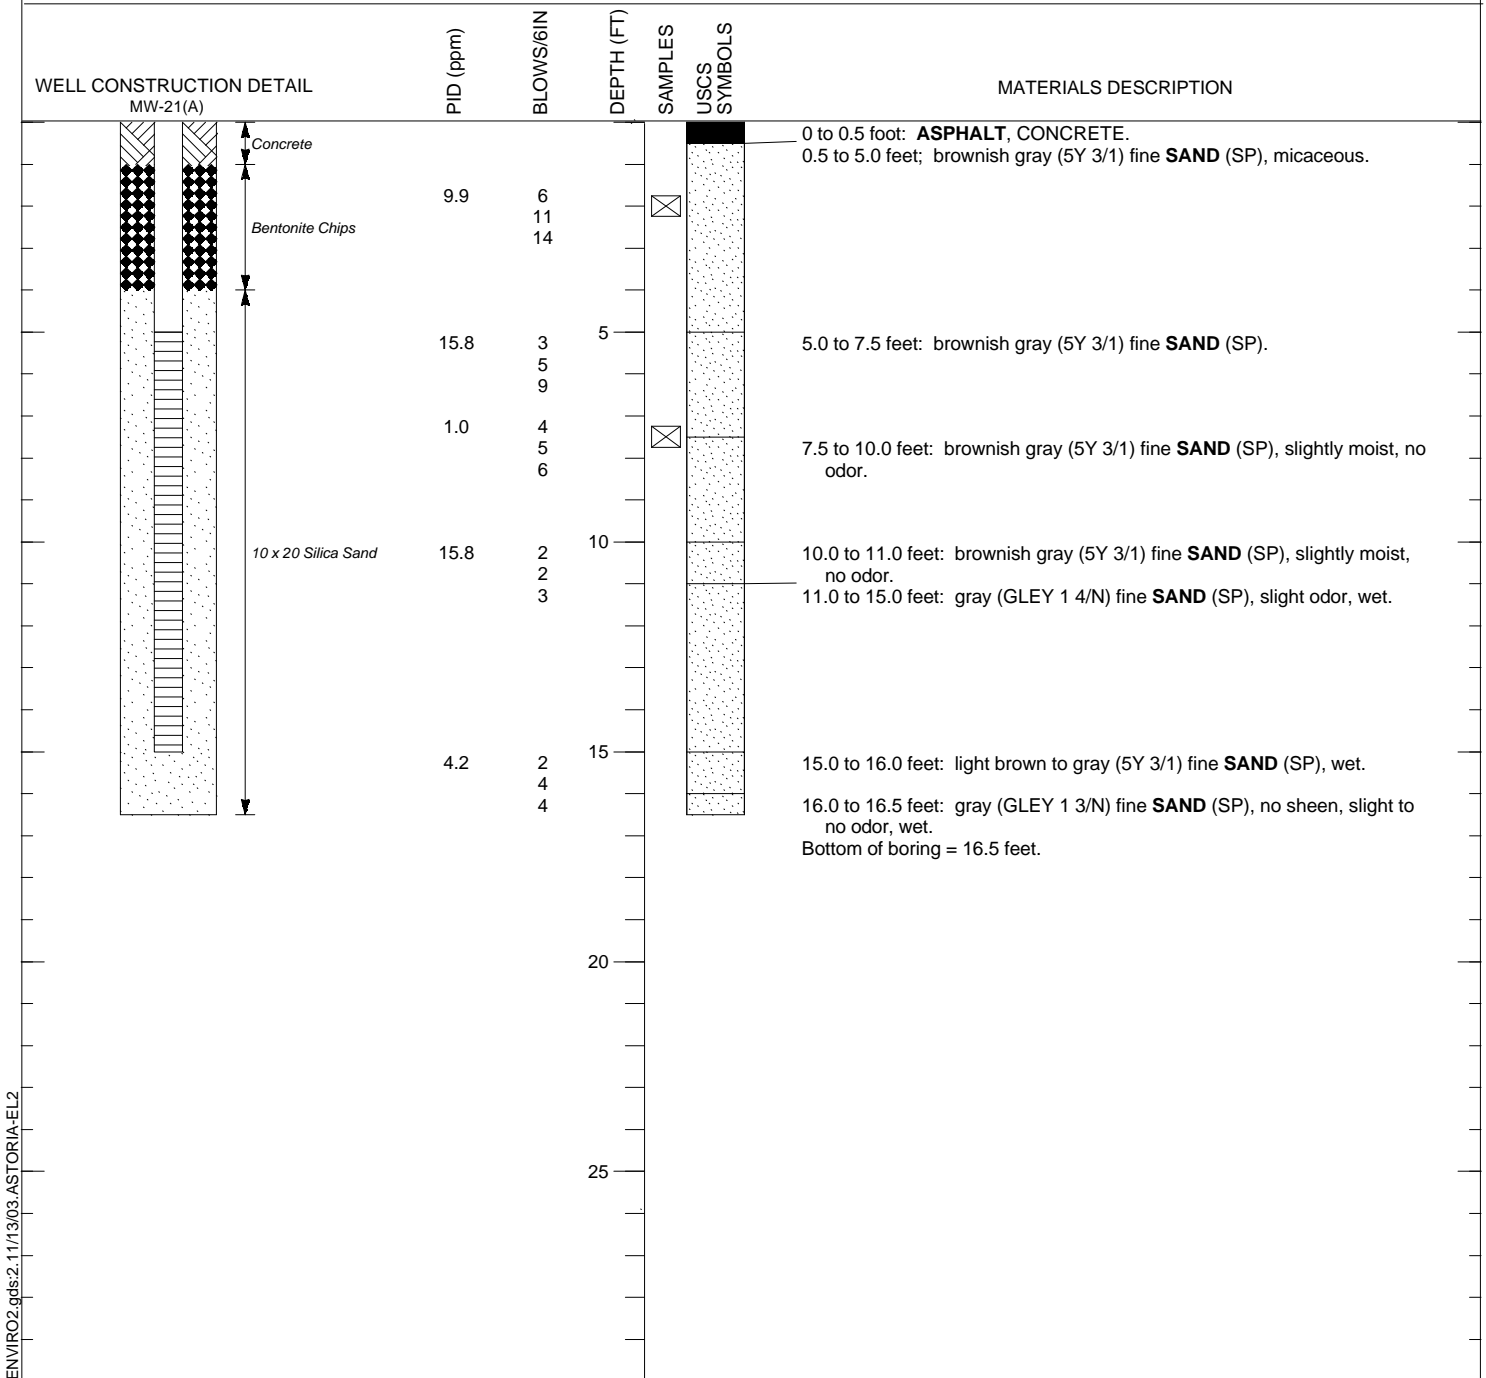 WELL CONSTRUCTION DETAIL
MW-21(A)
PID (ppm)
BLOWS/6IN
DEPTH (FT)
SAMPLES
USCS
SYMBOLS
MATERIALS DESCRIPTION
Concrete
0 to 0.5 foot: ASPHALT, CONCRETE.
0.5 to 5.0 feet; brownish gray (5Y 3/1) fine SAND (SP), micaceous.
9.9 6
11
Bentonite Chips
14
5
15.8 3
5.0 to 7.5 feet: brownish gray (5Y 3/1) fine SAND (SP).
5
9
1.0 4
5
7.5 to 10.0 feet: brownish gray (5Y 3/1) fine SAND (SP), slightly moist, no
6
odor.
10
10 x 20 Silica Sand
15.8 2
10.0 to 11.0 feet: brownish gray (5Y 3/1) fine SAND (SP), slightly moist,
2
no odor.
3
11.0 to 15.0 feet: gray (GLEY 1 4/N) fine SAND (SP), slight odor, wet.
15
4.2 2
15.0 to 16.0 feet: light brown to gray (5Y 3/1) fine SAND (SP), wet.
4
4
16.0 to 16.5 feet: gray (GLEY 1 3/N) fine SAND (SP), no sheen, slight to
no odor, wet.
Bottom of boring = 16.5 feet.
20
25
ENVIRO2.gds:2.11/13/03.ASTORIA-EL2